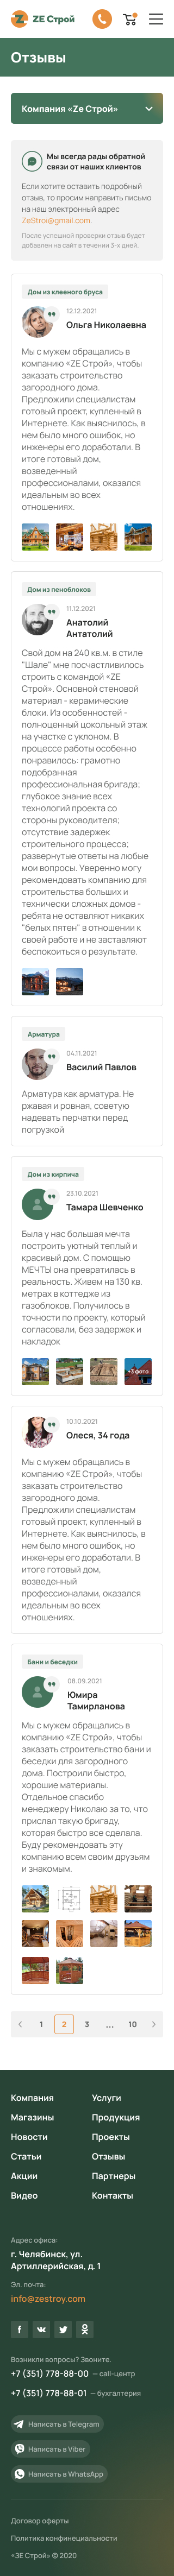 ZE Строй
Отзывы
Компания «Ze Строй»
Мы всегда рады обратной
связи от наших клиентов
Если хотите оставить подробный
отзыв, то просим направить письмо
на наш электронный адрес
ZeStroi@gmail.com.
После успешной проверки отзыв будет
добавлен на сайт в течении 3-х дней.
Дом из клееного бруса
12.12.2021
Ольга Николаевна
Мы с мужем обращались в
компанию «ZE Строй», чтобы
заказать строительство
загородного дома.
Предложили специалистам
готовый проект, купленный в
Интернете. Как выяснилось, в
нем было много ошибок, но
инженеры его доработали. В
итоге готовый дом,
возведенный
профессионалами, оказался
идеальным во всех
отношениях.
Дом из пеноблоков
11.12.2021
Анатолий
Антатолий
Свой дом на 240 кв.м. в стиле
"Шале" мне посчастливилось
строить с командой «ZE
Строй». Основной стеновой
материал - керамические
блоки. Из особенностей -
полноценный цокольный этаж
на участке с уклоном. В
процессе работы особенно
понравилось: грамотно
подобранная
профессиональная бригада;
глубокое знание всех
технологий проекта со
стороны руководителя;
отсутствие задержек
строительного процесса;
развернутые ответы на любые
мои вопросы. Уверенно могу
рекомендовать компанию для
строительства больших и
технически сложных домов -
ребята не оставляют никаких
"белых пятен" в отношении к
своей работе и не заставляют
беспокоиться о результате.
Арматура
04.11.2021
Василий Павлов
Арматура как арматура. Не
ржавая и ровная, советую
надевать перчатки перед
погрузкой
Дом из кирпича
23.10.2021
Тамара Шевченко
Была у нас большая мечта
построить уютный теплый и
красивый дом. С помощью
МЕЧТЫ она превратилась в
реальность. Живем на 130 кв.
метрах в коттедже из
газоблоков. Получилось в
точности по проекту, который
согласовали, без задержек и
накладок
+3 фото
10.10.2021
Олеся, 34 года
Мы с мужем обращались в
компанию «ZE Строй», чтобы
заказать строительство
загородного дома.
Предложили специалистам
готовый проект, купленный в
Интернете. Как выяснилось, в
нем было много ошибок, но
инженеры его доработали. В
итоге готовый дом,
возведенный
профессионалами, оказался
идеальным во всех
отношениях.
Бани и беседки
08.09.2021
Юмира
Тамирланова
Мы с мужем обращались в
компанию «ZE Строй», чтобы
заказать строительство бани и
беседки для загородного
дома. Построили быстро,
хорошие материалы.
Отдельное спасибо
менеджеру Николаю за то, что
прислал такую бригаду,
которая быстро все сделала.
Буду рекомендовать эту
компанию всем своим друзьям
и знакомым.
1 2 3 ... 10
Компания Услуги
Магазины Продукция
Новости Проекты
Статьи Отзывы
Акции Партнеры
Видео Контакты
Адрес офиса:
г. Челябинск, ул.
Артиллерийская, д. 1
Эл. почта:
info@zestroy.com
Возникли вопросы? Звоните.
+7 (351) 778-88-00 — call-центр
+7 (351) 778-88-01 — бухгалтерия
Написать в Telegram
Написать в Viber
Написать в WhatsApp
Договор оферты
Политика конфинециальности
«ЗЕ Строй» © 2020